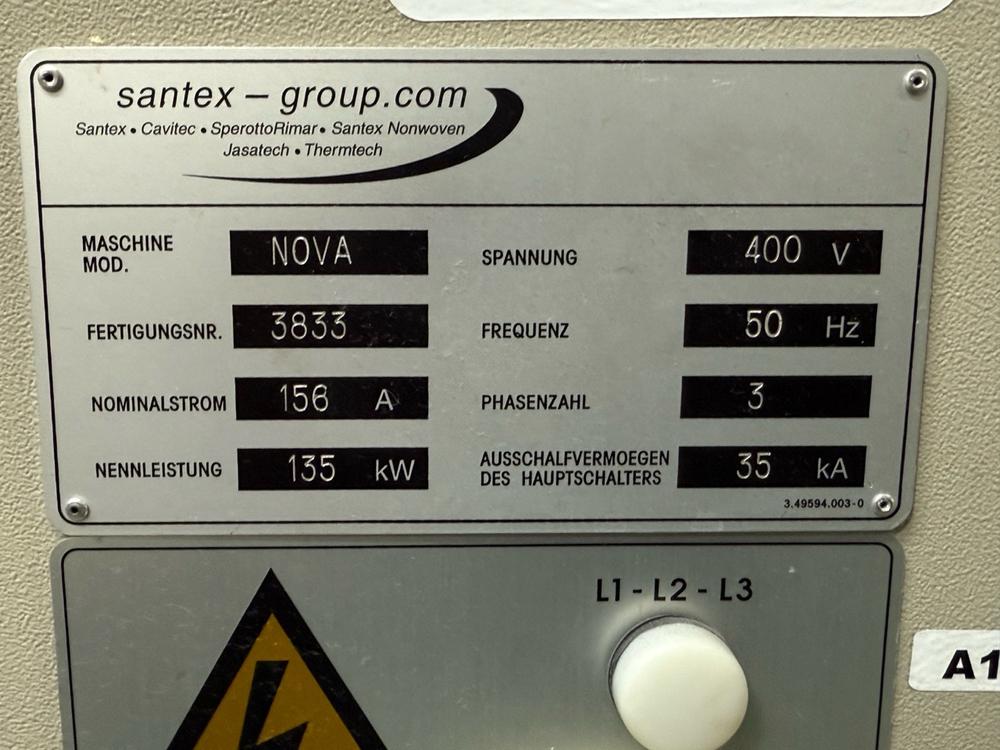 santex – group.com
Santex • Cavitec • SperottoRimar • Santex Nonwoven
Jasatech • Thermtech
MASCHINE
MOD.
NOVA
SPANNUNG
400 V
FERTIGUNGSNR.
3833
FREQUENZ
50 Hz
NOMINALSTROM
156 A
PHASENZAHL
3
NENNLEISTUNG
135 kW
AUSSCHALFVERMOEGEN
DES HAUPTSCHALTERS
35 kA
3.49594.003-0
L1 - L2 - L3
A1